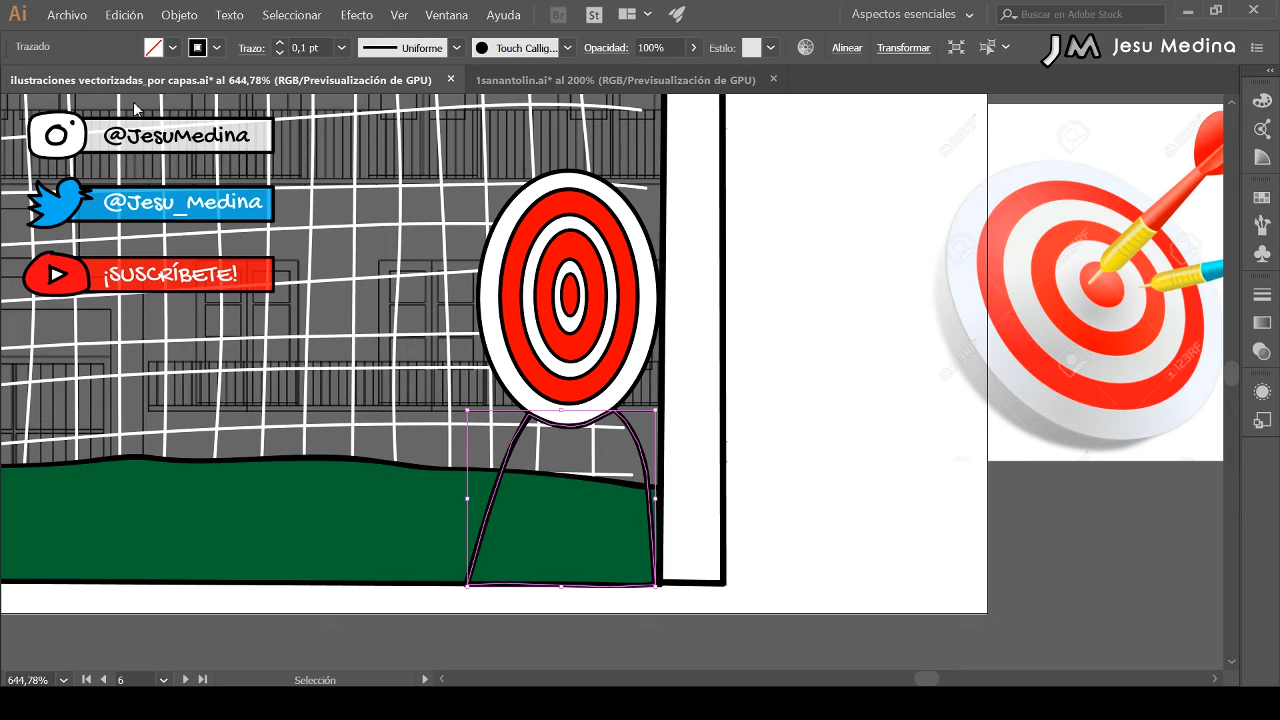 Ai Archivo Edición Objeto Texto Seleccionar Efecto Ver Ventana Ayuda Br St Aspectos esenciales Buscar en Adobe Stock
Trazado Trazo: 0,1 pt Uniforme Touch Callig... Opacidad: 100% Estilo: Alinear Transformar JM Jesu Medina
ilustraciones vectorizadas_por capas.ai* al 644,78% (RGB/Previsualización de GPU) 1sanantolin.ai* al 200% (RGB/Previsualización de GPU)
@JesuMedina
@Jesu_Medina
¡SUSCRÍBETE!
123RF
123RF
644,78% 6 Selección